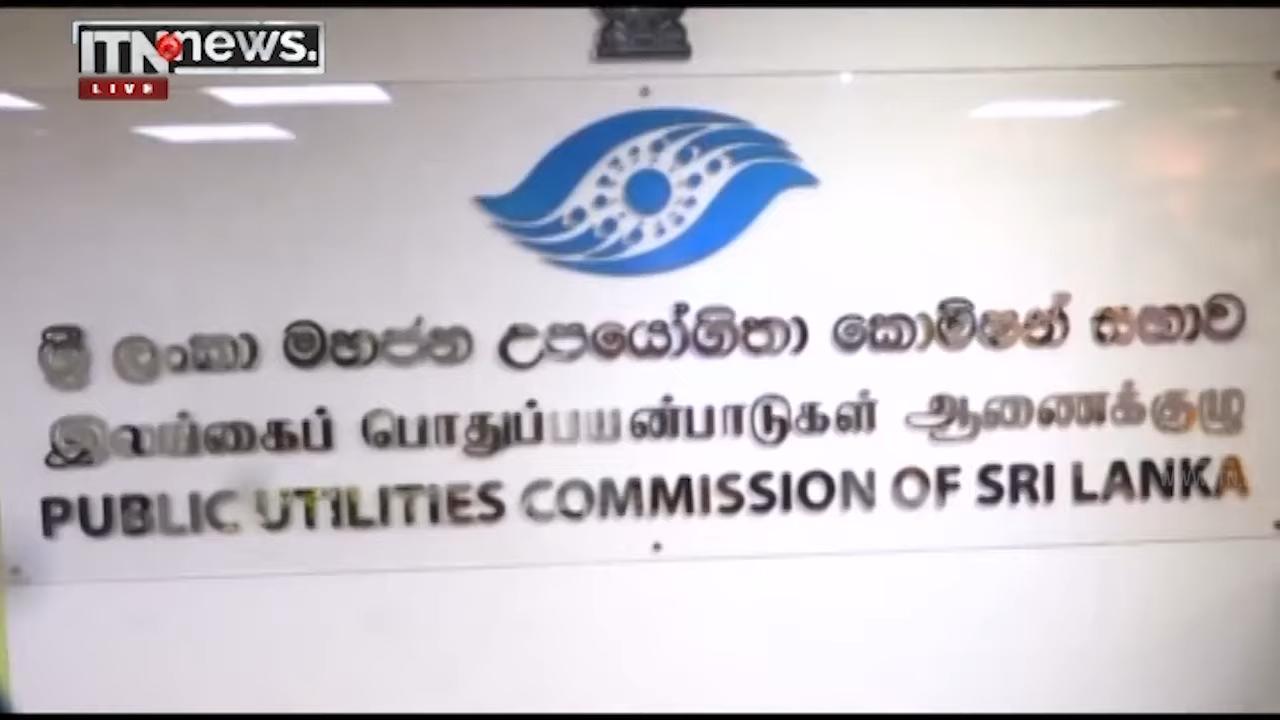 ITN news.
LIVE
ශ්‍රී ලංකා මහජන උපයෝගිතා කොමිෂන් සභාව
இலங்கைப் பொதுப்பயன்பாடுகள் ஆணைக்குழு
PUBLIC UTILITIES COMMISSION OF SRI LANKA